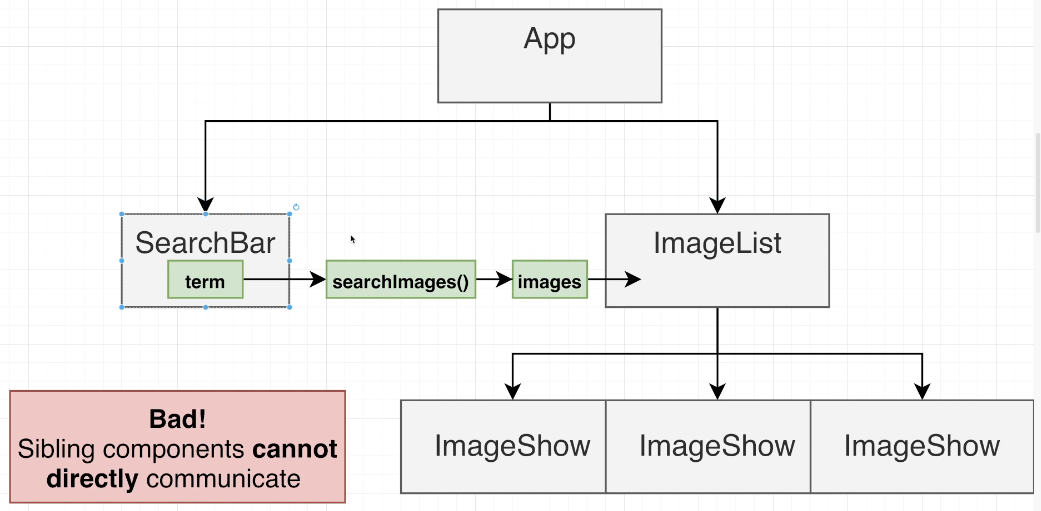 App
SearchBar
term
searchImages()
images
ImageList
ImageShow
ImageShow
ImageShow
Bad!
Sibling components cannot
directly communicate